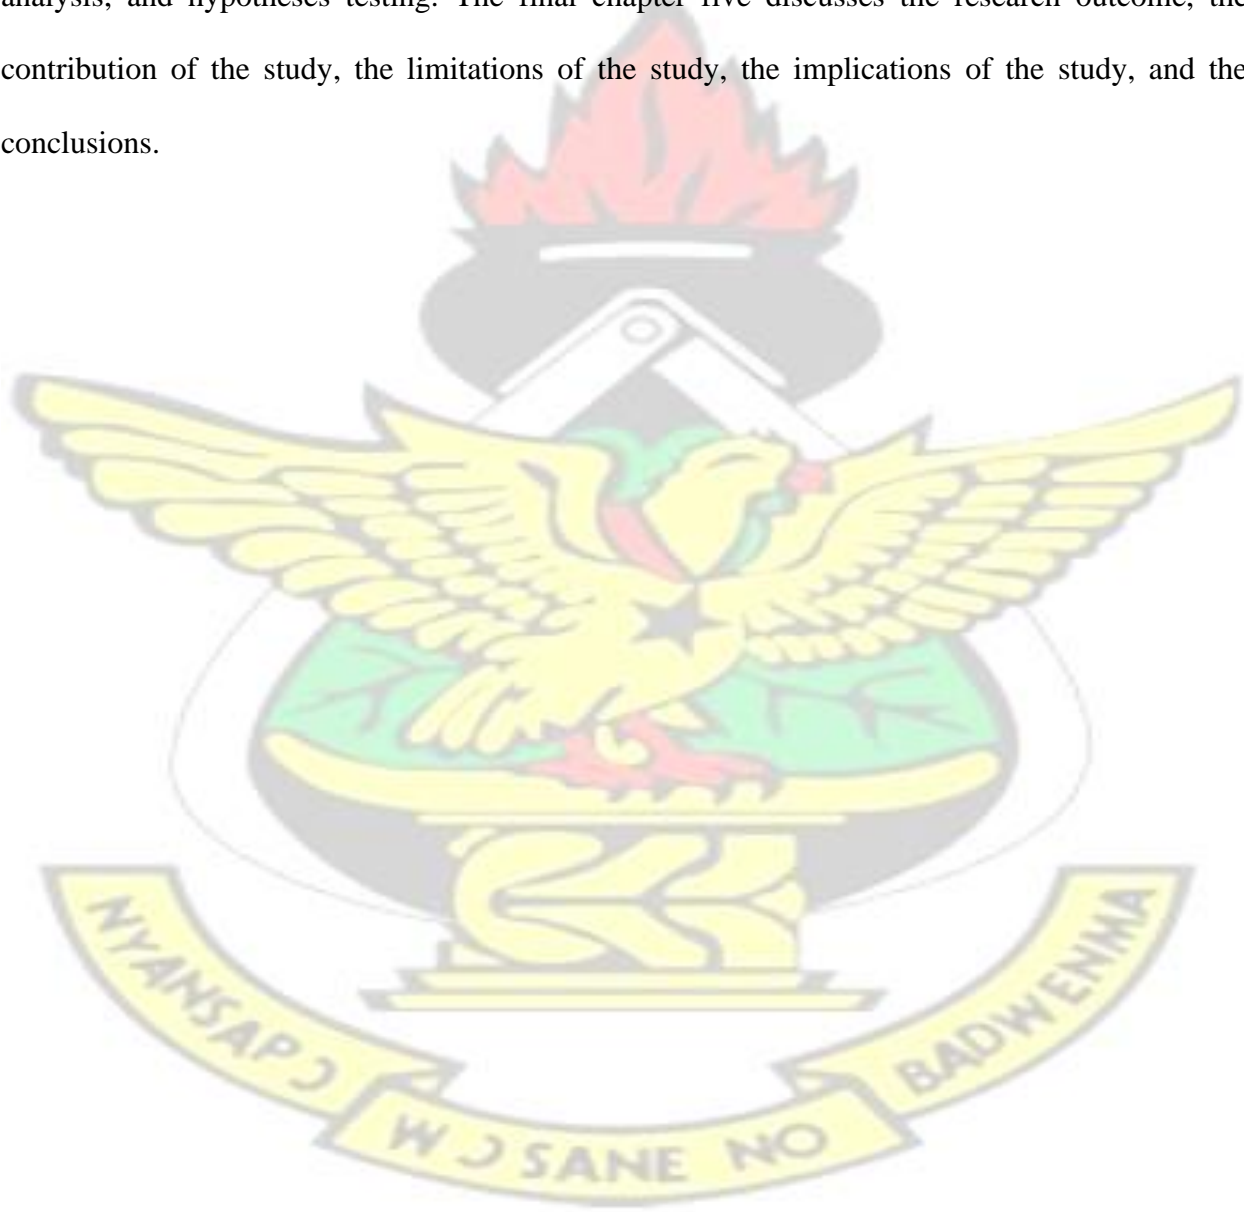 analysis, and hypotheses testing. The final chapter five discusses the research outcome, the
contribution of the study, the limitations of the study, the implications of the study, and the
conclusions.
NYANSAPƆ
WƆSANE NO
BADWENMA